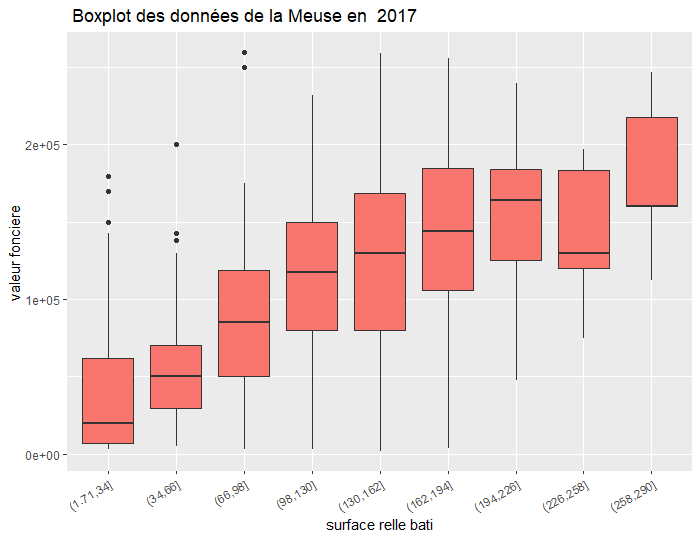 Boxplot des données de la Meuse en  2017
valeur fonciere
2e+05
1e+05
0e+00
(1.71,34]
(34,66]
(66,98]
(98,130]
(130,162]
(162,194]
(194,226]
(226,258]
(258,290]
surface relle bati